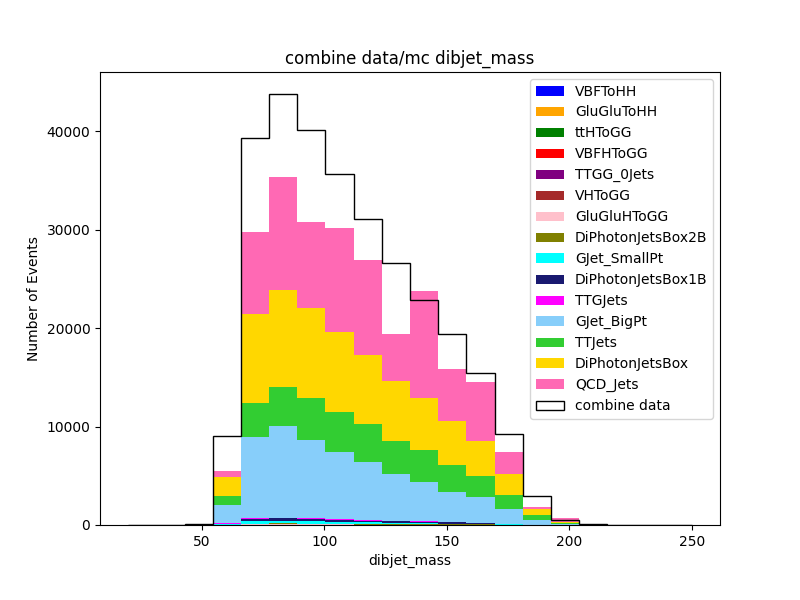 combine data/mc dibjet_mass
Number of Events
40000
30000
20000
10000
0
50
100
150
200
250
dibjet_mass
VBFToHH
GluGluToHH
ttHToGG
VBFHToGG
TTGG_0Jets
VHToGG
GluGluHToGG
DiPhotonJetsBox2B
GJet_SmallPt
DiPhotonJetsBox1B
TTGJets
GJet_BigPt
TTJets
DiPhotonJetsBox
QCD_Jets
combine data